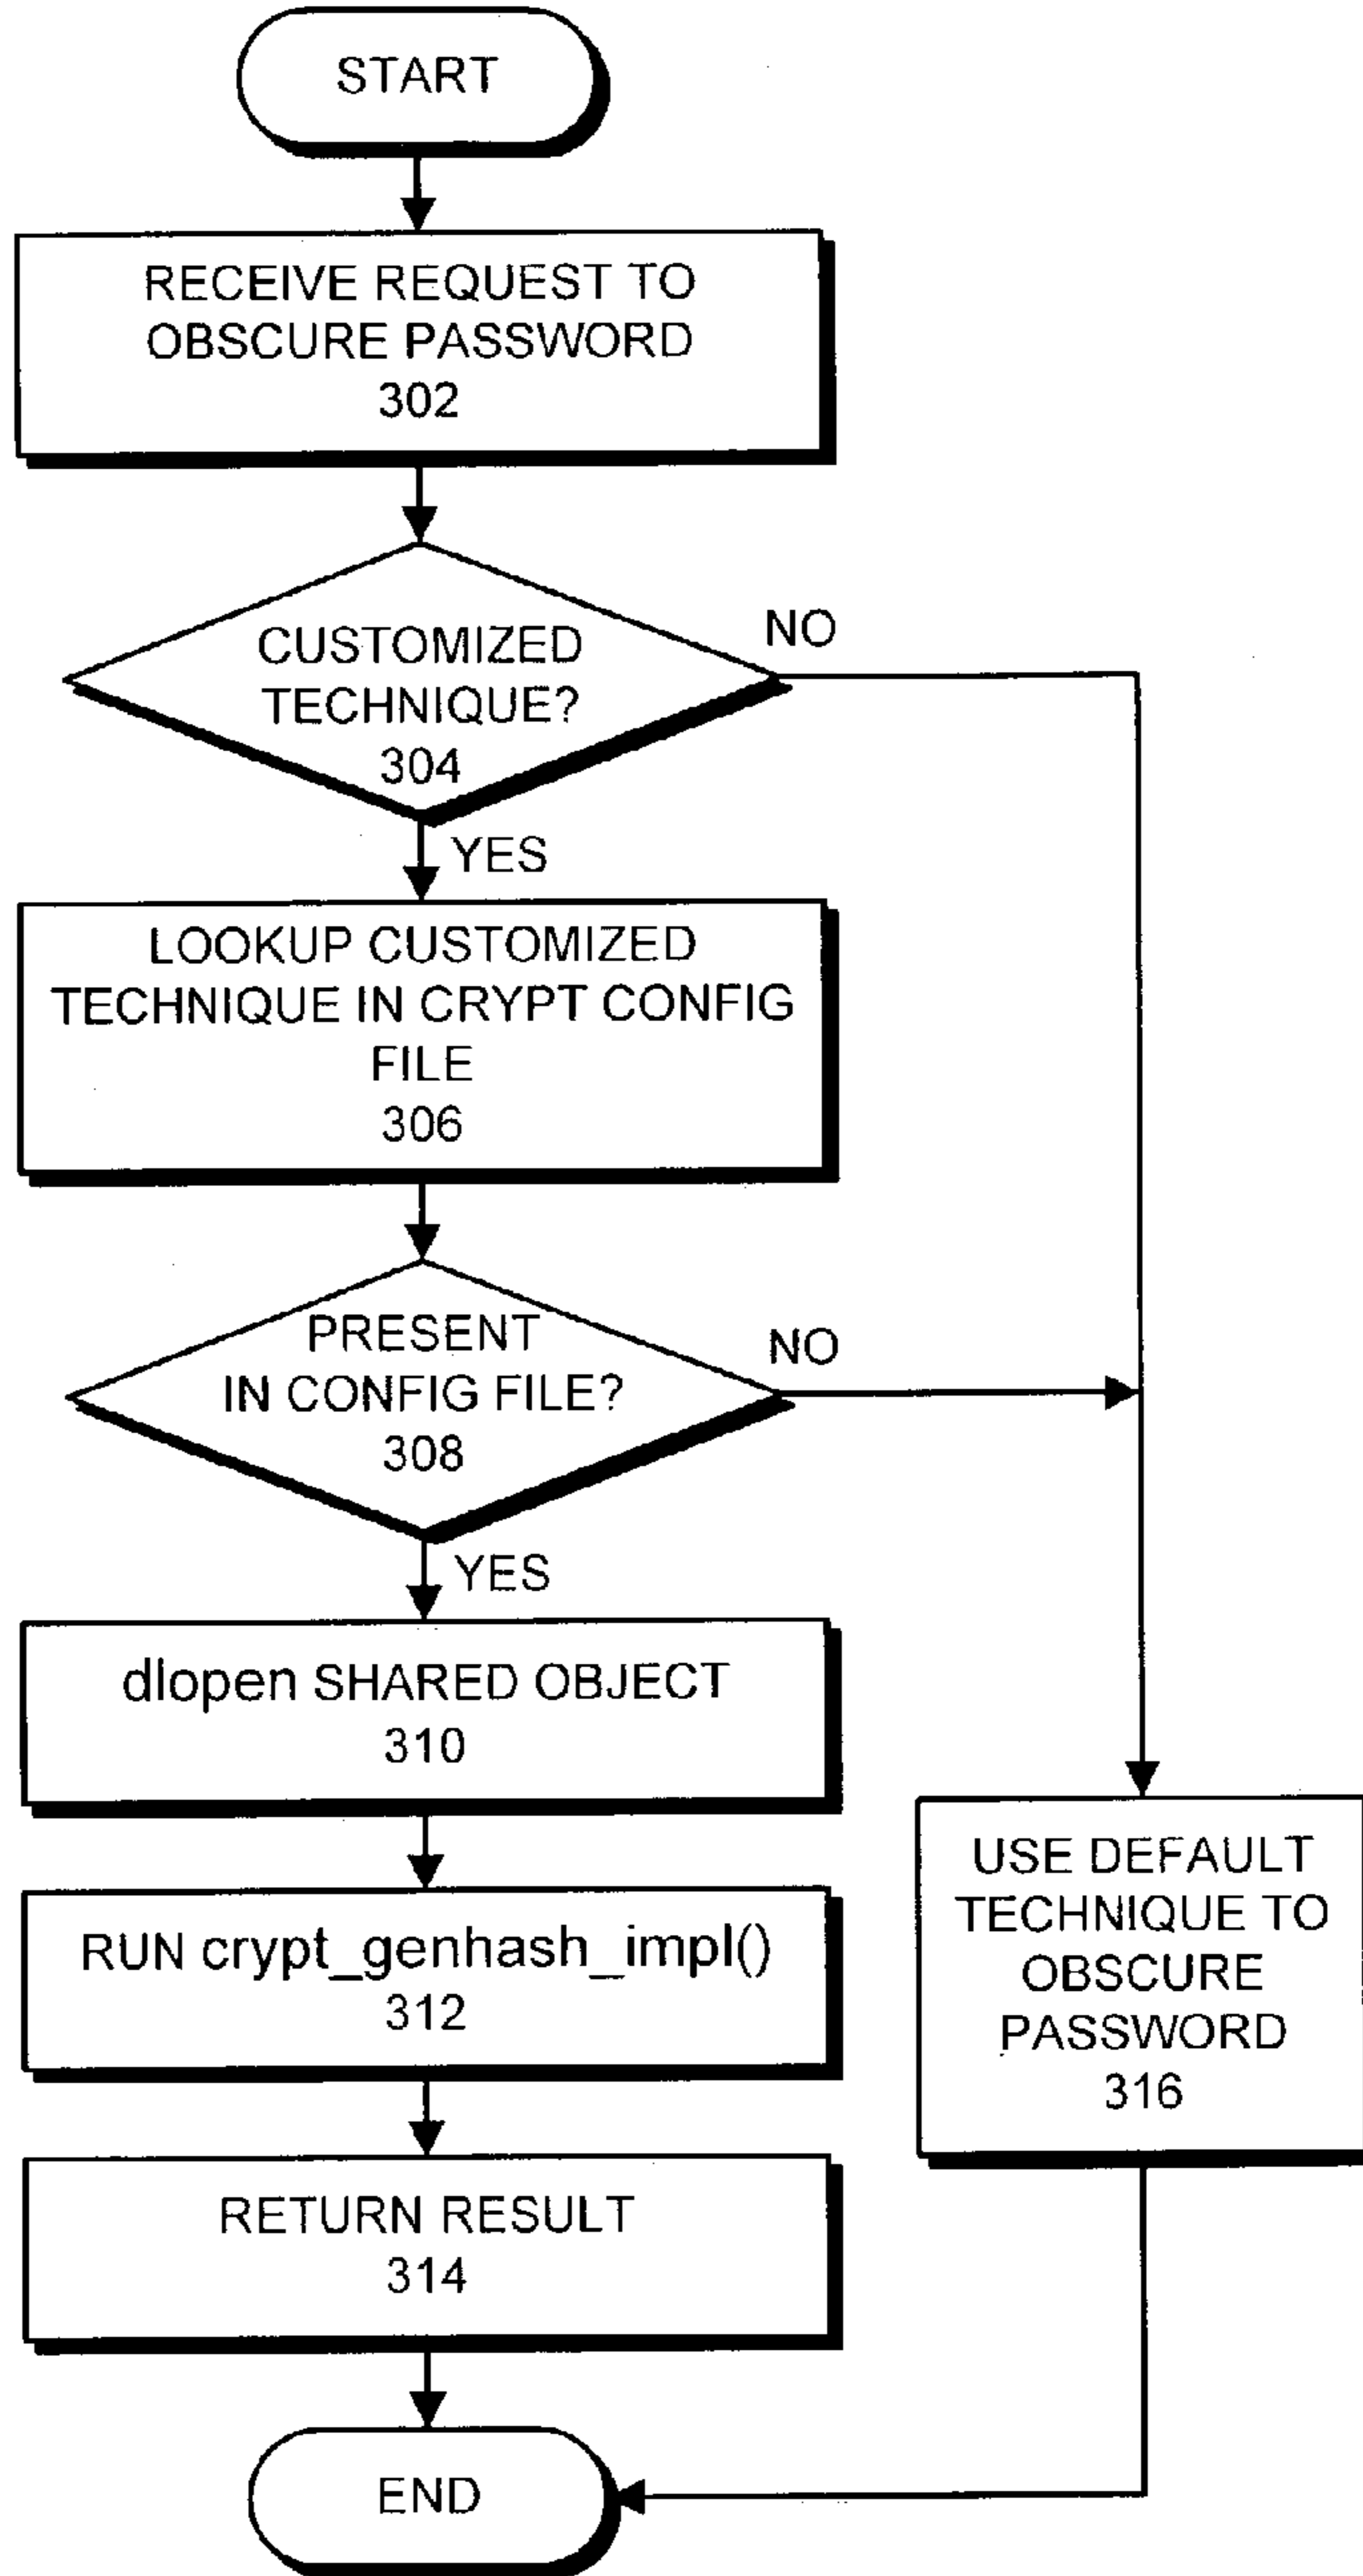 START
RECEIVE REQUEST TO
OBSCURE PASSWORD
302
CUSTOMIZED
TECHNIQUE?
304
NO
YES
LOOKUP CUSTOMIZED
TECHNIQUE IN CRYPT CONFIG
FILE
306
PRESENT
IN CONFIG FILE?
308
NO
YES
dlopen SHARED OBJECT
310
RUN crypt_genhash_impl()
312
RETURN RESULT
314
USE DEFAULT
TECHNIQUE TO
OBSCURE
PASSWORD
316
END